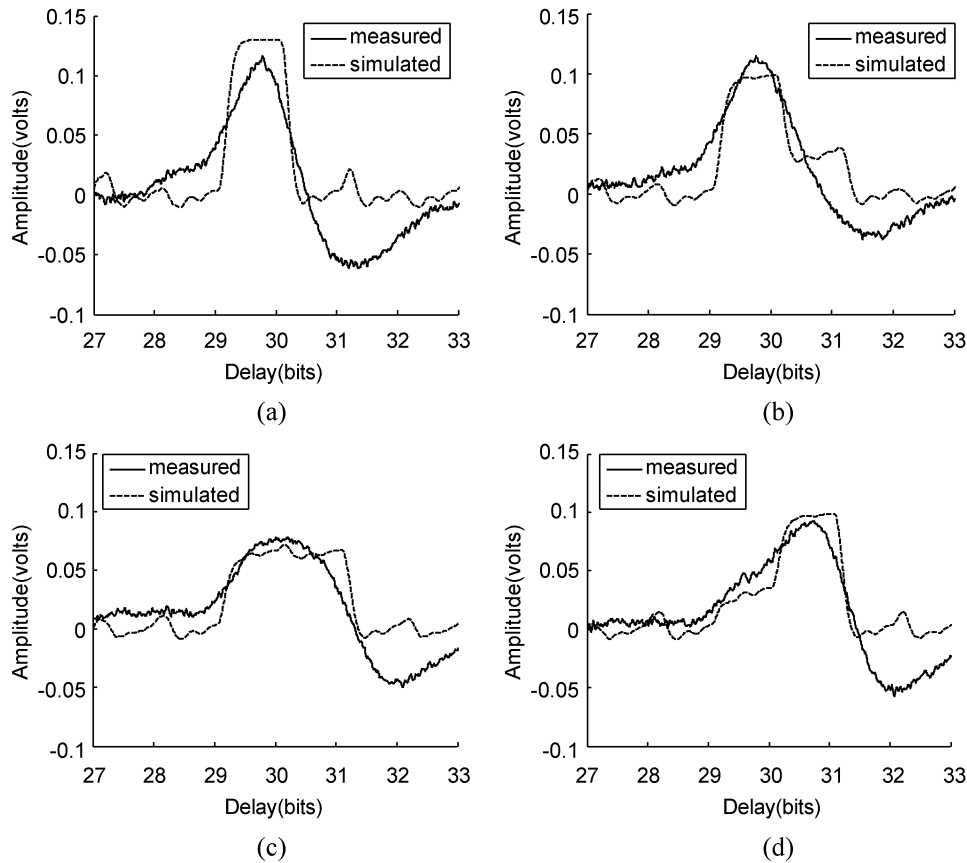 0.15
0.1
0.05
0
-0.05
-0.1
Amplitude(volts)
measured
simulated
27 28 29 30 31 32 33
Delay(bits)
(a)
0.15
0.1
0.05
0
-0.05
-0.1
Amplitude(volts)
measured
simulated
27 28 29 30 31 32 33
Delay(bits)
(b)
0.15
0.1
0.05
0
-0.05
-0.1
Amplitude(volts)
measured
simulated
27 28 29 30 31 32 33
Delay(bits)
(c)
0.15
0.1
0.05
0
-0.05
-0.1
Amplitude(volts)
measured
simulated
27 28 29 30 31 32 33
Delay(bits)
(d)